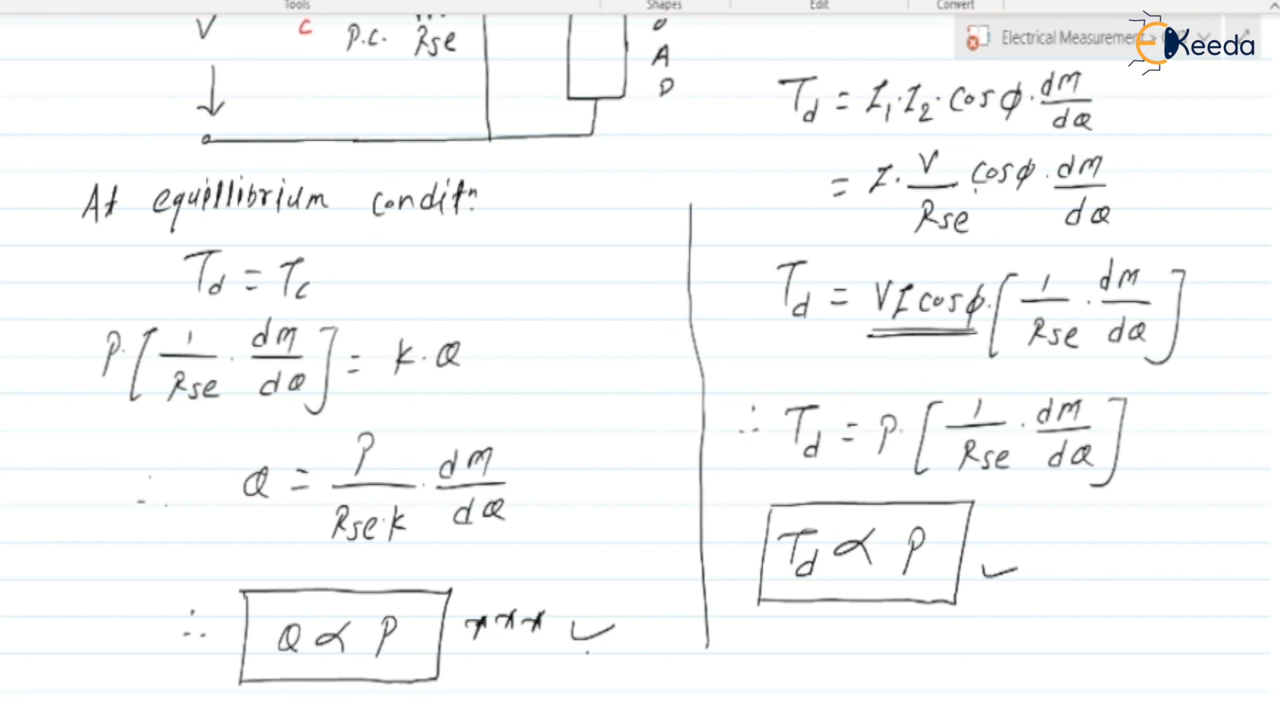 Tools Shapes Edit Convert
Electrical Measurement
EKeeda
V C P.C. Rse
O
A
D
At equillibrium conditⁿ
Td = Tc
P·[1/Rse · dM/dθ] = K·θ
∴ θ = P/Rse·K · dM/dθ
∴ θ ∝ P *** ✓
Td = I₁·I₂·cosϕ·dM/dθ
= I·V/Rse cosϕ·dM/dθ
Td = VIcosϕ·[1/Rse · dM/dθ]
∴ Td = P·[1/Rse · dM/dθ]
Td ∝ P ✓